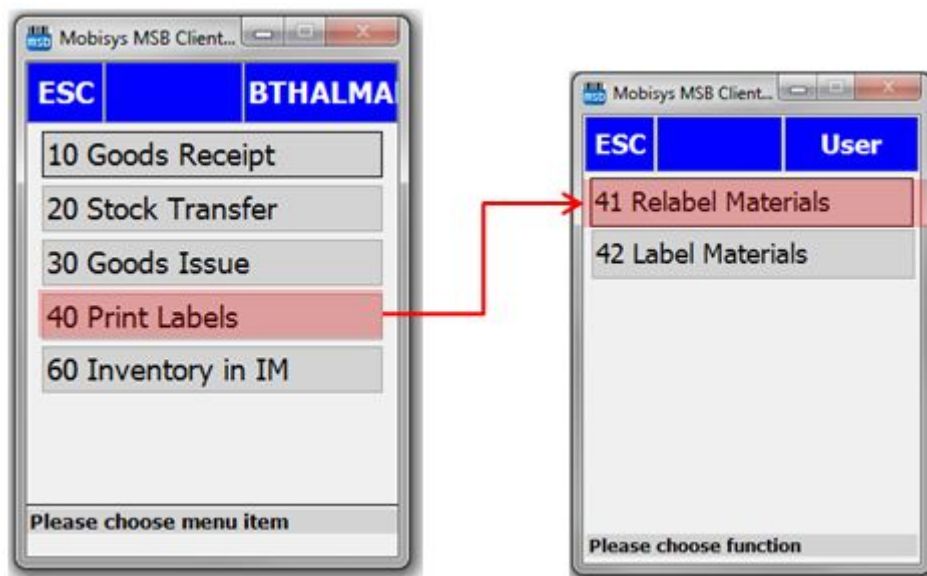 Mobisys MSB Client...
ESC
BTHALMA
10 Goods Receipt
20 Stock Transfer
30 Goods Issue
40 Print Labels
60 Inventory in IM
Please choose menu item
Mobisys MSB Client...
ESC
User
41 Relabel Materials
42 Label Materials
Please choose function